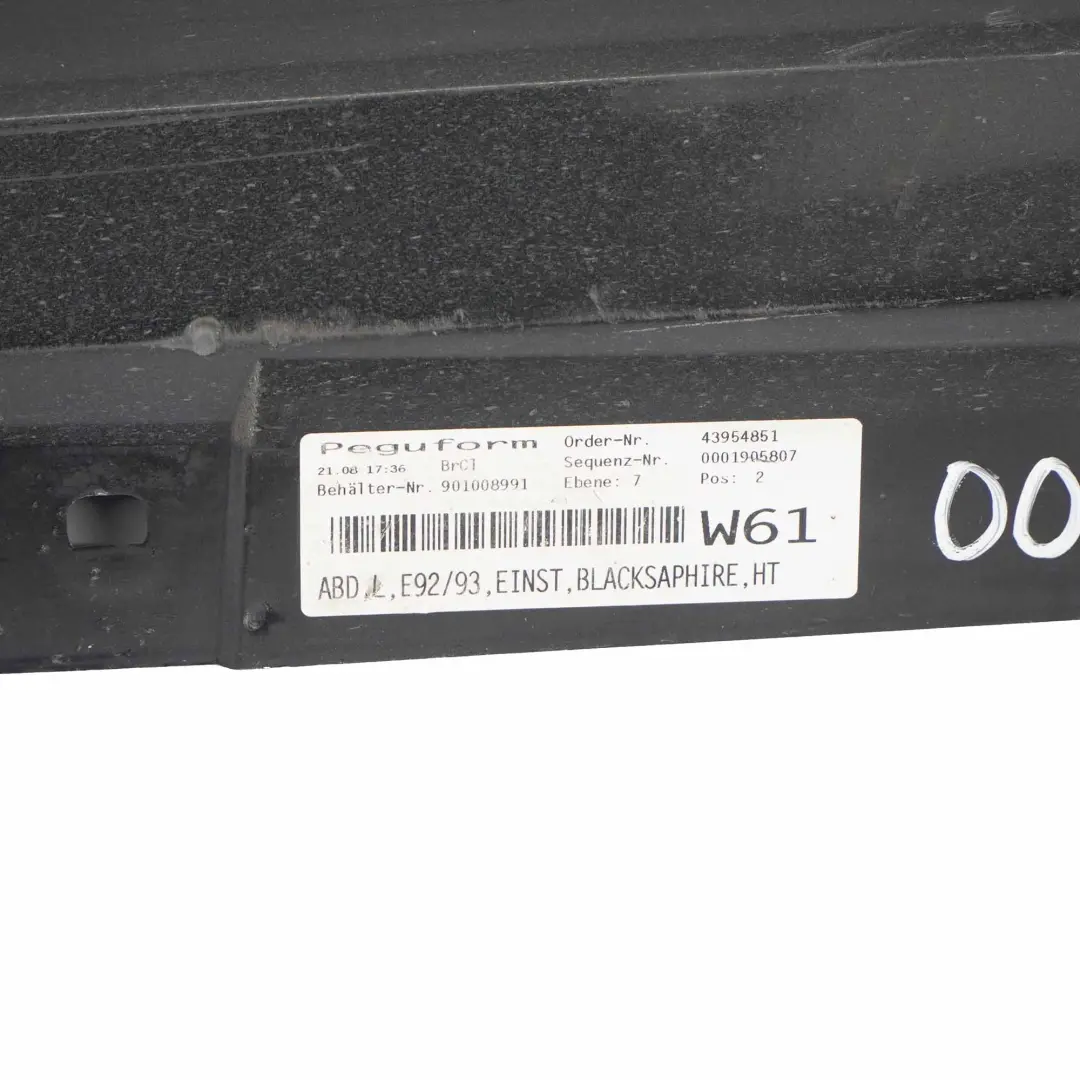 Peguform Order-Nr. 43954851
21.08 17:36 BrCl Sequenz-Nr. 0001905807
Behälter-Nr. 901008991 Ebene: 7 Pos: 2
W61
ABD,L,E92/93,EINST,BLACKSAPHIRE,HT
00